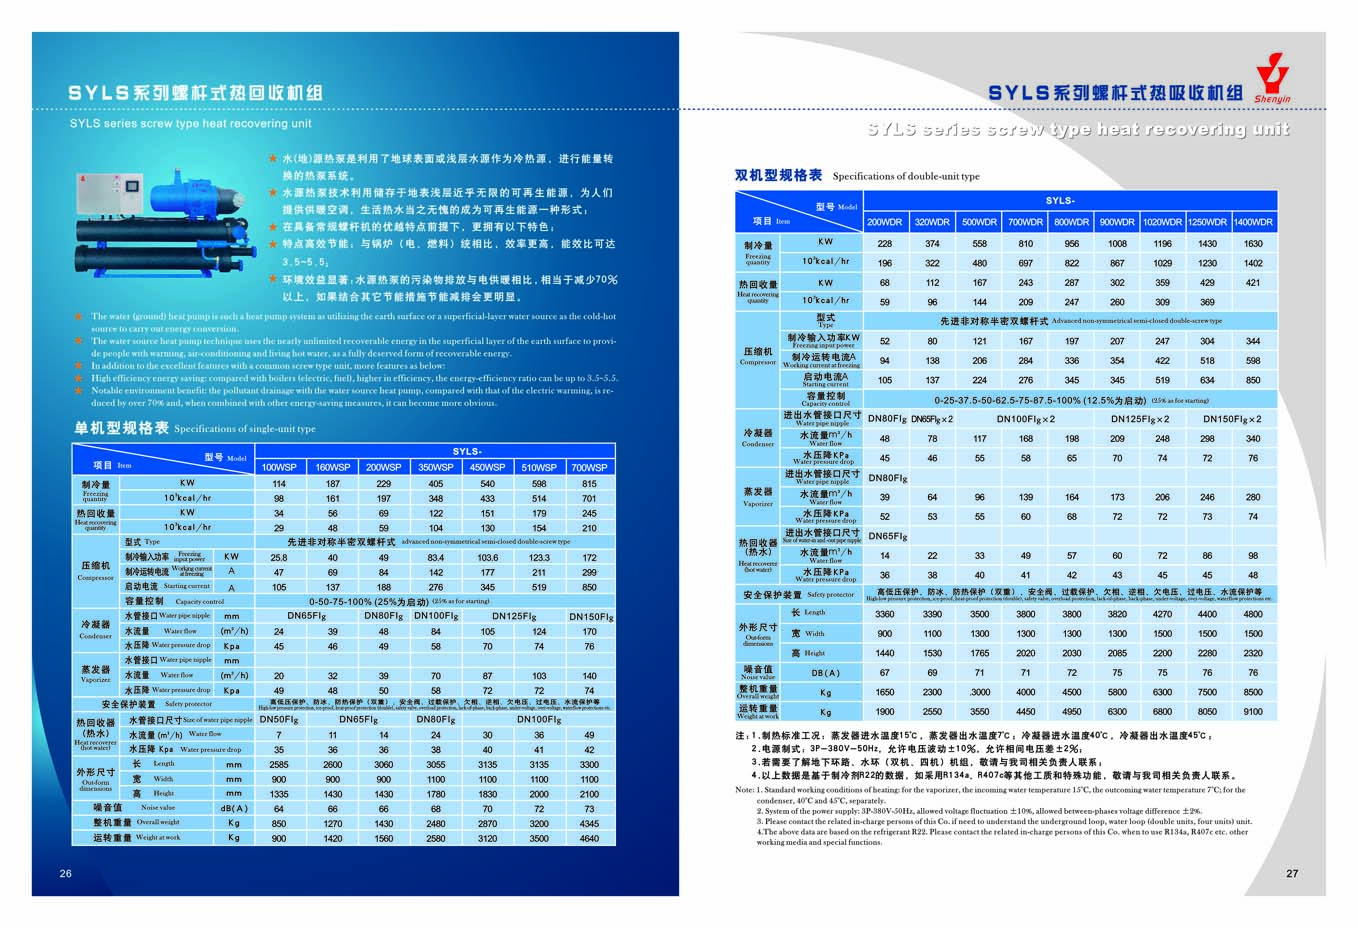 SYLS系列螺杆式热回收机组
SYLS series screw type heat recovering unit
★ 水(地)源热泵是利用了地球表面或浅层水源作为冷热源，进行能量转
换的热泵系统。
★ 水源热泵技术利用储存于地表浅层近乎无限的可再生能源，为人们
提供供暖空调，生活热水当之无愧的成为可再生能源一种形式；
★ 在具备常规螺杆机的优越特点前提下，更拥有以下特色；
★ 特点高效节能：与锅炉（电、燃料）统相比，效率更高，能效比可达
3.5~5.5；
★ 环境效益显著：水源热泵的污染物排放与电供暖相比，相当于减少70%
以上，如果结合其它节能措施节能减排会更明显。
★ The water (ground) heat pump is such a heat pump system as utilizing the earth surface or a superficial-layer water source as the cold-hot
source to carry out energy conversion.
★ The water source heat pump technique uses the nearly unlimited recoverable energy in the superficial layer of the earth surface to provi-
de people with warming, air-conditioning and living hot water, as a fully deserved form of recoverable energy.
★ In addition to the excellent features with a common screw type unit, more features as below:
★ High efficiency energy saving: compared with boilers (electric, fuel), higher in efficiency, the energy-efficiency ratio can be up to 3.5~5.5.
★ Notable environment benefit: the pollutant drainage with the water source heat pump, compared with that of the electric warming, is re-
duced by over 70% and, when combined with other energy-saving measures, it can become more obvious.
单机型规格表 Specifications of single-unit type
项目 Item 型号 Model SYLS-
100WSP 160WSP 200WSP 350WSP 450WSP 510WSP 700WSP
制冷量 Freezing quantity KW 114 187 229 405 540 598 815
10³kcal/hr 98 161 197 348 433 514 701
热回收量 Heat recovering quantity KW 34 56 69 122 151 179 245
10³kcal/hr 29 48 59 104 130 154 210
压缩机 Compressor 型式 Type 先进非对称半密双螺杆式 advanced non-symmetrical semi-closed double-screw type
制冷输入功率 Freezing input power KW 25.8 40 49 83.4 103.6 123.3 172
制冷运转电流 Working current at freezing A 47 69 84 142 177 211 299
启动电流 Starting current A 105 137 188 276 345 519 850
容量控制 Capacity control 0-50-75-100% (25%为启动) (25% as for starting)
冷凝器 Condenser 水管接口 Water pipe nipple mm DN65Flg DN80Flg DN100Flg DN125Flg DN150Flg
水流量 Water flow (m³/h) 24 39 48 84 105 124 170
水压降 Water pressure drop Kpa 45 46 49 58 70 74 76
蒸发器 Vaporizer 水管接口 Water pipe nipple mm
水流量 Water flow (m³/h) 20 32 39 70 87 103 140
水压降 Water pressure drop Kpa 49 48 50 58 72 72 74
安全保护装置 Safety protector 高低压保护、防冰、防热保护（双重），安全阀、过载保护、欠相、逆相、欠电压、过电压、水流保护等
High-low pressure protection, ice-proof, heat-proof protection (double), safety valve, overload protection, lack-of-phase, back-phase, under-voltage, over-voltage, waterflow protections etc.
热回收器 (热水) Heat recoverer (hot water) 水管接口尺寸 Size of water pipe nipple DN50Flg DN65Flg DN80Flg DN100Flg
水流量 (m³/h) Water flow 7 11 14 24 30 36 49
水压降 Kpa Water pressure drop 35 36 36 38 40 41 42
外形尺寸 Out-form dimensions 长 Length mm 2585 2600 3060 3055 3135 3135 3300
宽 Width mm 900 900 900 1100 1100 1100 1100
高 Height mm 1335 1430 1430 1780 1830 2000 2100
噪音值 Noise value dB(A) 64 66 66 68 70 72 73
整机重量 Overall weight Kg 850 1270 1430 2480 2870 3200 4345
运转重量 Weight at work Kg 900 1420 1560 2580 3120 3500 4640
26
SYLS系列螺杆式热吸收机组
Shenyin
SYLS series screw type heat recovering unit
双机型规格表 Specifications of double-unit type
项目 Item 型号 Model SYLS-
200WDR 320WDR 500WDR 700WDR 800WDR 900WDR 1020WDR 1250WDR 1400WDR
制冷量 Freezing quantity KW 228 374 558 810 956 1008 1196 1430 1630
10³kcal/hr 196 322 480 697 822 867 1029 1230 1402
热回收量 Heat recovering quantity KW 68 112 167 243 287 302 359 429 421
10³kcal/hr 59 96 144 209 247 260 309 369
压缩机 Compressor 型式 Type 先进非对称半密双螺杆式 Advanced non-symmetrical semi-closed double-screw type
制冷输入功率KW Freezing input power 52 80 121 167 197 207 247 304 344
制冷运转电流A Working current at freezing 94 138 206 284 336 354 422 518 598
启动电流A Starting current 105 137 224 276 345 345 519 634 850
容量控制 Capacity control 0-25-37.5-50-62.5-75-87.5-100% (12.5%为启动) (25% as for starting)
冷凝器 Condenser 进出水管接口尺寸 Water pipe nipple DN80Flg DN65Flg×2 DN100Flg×2 DN125Flg×2 DN150Flg×2
水流量m³/h Water flow 48 78 117 168 198 209 248 298 340
水压降KPa Water pressure drop 45 46 55 58 65 70 74 72 76
蒸发器 Vaporizer 进出水管接口尺寸 Water pipe nipple DN80Flg
水流量m³/h Water flow 39 64 96 139 164 173 206 246 280
水压降KPa Water pressure drop 52 53 55 60 68 72 72 73 74
热回收器 (热水) Heat recoverer (hot water) 进出水管接口尺寸 Size of water-in and -out pipe nipple DN65Flg
水流量m³/h Water flow 14 22 33 49 57 60 72 86 98
水压降KPa Water pressure drop 36 38 40 41 42 43 45 45 48
安全保护装置 Safety protector 高低压保护、防水、防热保护（双重），安全阀、过载保护、欠相、逆相、欠电压、过电压、水流保护等
High-low pressure protection, ice-proof, heat-proof protection (double), safety valve, overload protection, lack-of-phase, back-phase, under-voltage, over-voltage, waterflow protections etc.
外形尺寸 Out-form dimensions 长 Length 3360 3390 3500 3800 3800 3820 4270 4400 4800
宽 Width 900 1100 1300 1300 1300 1300 1500 1500 1500
高 Height 1440 1530 1765 2020 2030 2085 2200 2280 2320
噪音值 Noise value DB(A) 67 69 71 71 72 75 75 76 76
整机重量 Overall weight Kg 1650 2300 .3000 4000 4500 5800 6300 7500 8500
运转重量 Weight at work Kg 1900 2550 3550 4450 4950 6300 6800 8050 9100
注：1.制热标准工况：蒸发器进水温度15℃，蒸发器出水温度7℃；冷凝器进水温度40℃，冷凝器出水温度45℃；
2.电源制式：3P-380V-50Hz，允许电压波动±10%，允许相间电压差±2%；
3.若需要了解地下环路、水环（双机、四机）机组，敬请与我司相关负责人联系；
4.以上数据是基于制冷剂R22的数据，如采用R134a、R407c等其他工质和特殊功能，敬请与我司相关负责人联系。
Note: 1. Standard working conditions of heating: for the vaporizer, the incoming water temperature 15℃, the outcoming water temperature 7℃; for the
condenser, 40℃ and 45℃, separately.
2. System of the power supply: 3P-380V-50Hz, allowed voltage fluctuation ±10%, allowed between-phases voltage difference ±2%.
3. Please contact the related in-charge persons of this Co. if need to understand the underground loop, water loop (double units, four units) unit.
4.The above data are based on the refrigerant R22. Please contact the related in-charge persons of this Co. when to use R134a, R407c etc. other
working media and special functions.
27